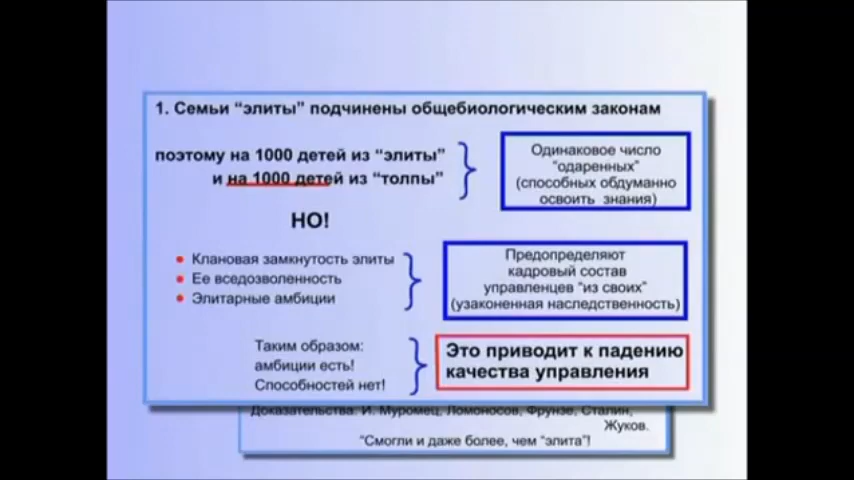 1. Семьи “элиты” подчинены общебиологическим законам
поэтому на 1000 детей из “элиты”
и на 1000 детей из “толпы”
Одинаковое число
“одаренных”
(способных обдуманно
освоить знания)
НО!
Клановая замкнутость элиты
Ее вседозволенность
Элитарные амбиции
Предопределяют
кадровый состав
управленцев “из своих”
(узаконенная наследственность)
Таким образом:
амбиции есть!
Способностей нет!
Это приводит к падению
качества управления
Доказательства: И. Муромец, Ломоносов, Фрунзе, Сталин,
Жуков.
“Смогли и даже более, чем “элита”!